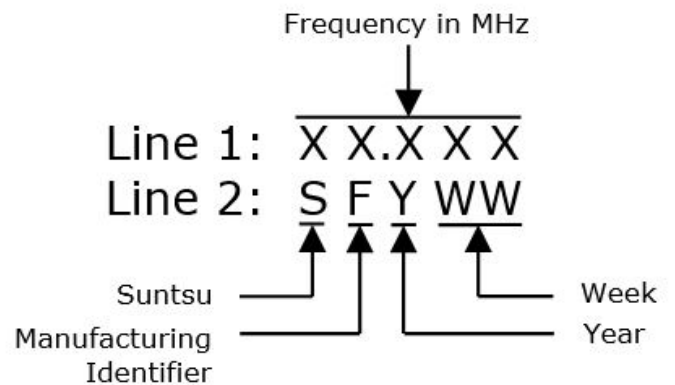 Frequency in MHz
Line 1: X X.X X X
Line 2: S F Y WW
Suntsu
Week
Manufacturing
Identifier
Year